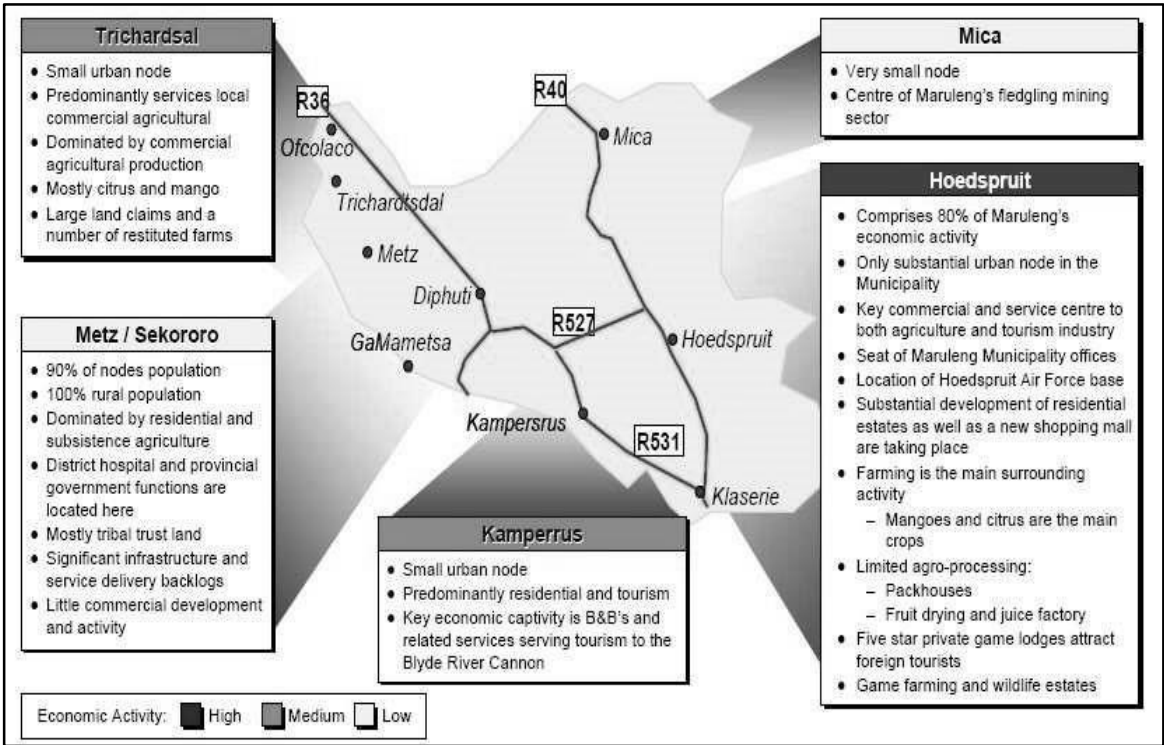 Trichardsal
• Small urban node
• Predominantly services local
commercial agricultural
• Dominated by commercial
agricultural production
• Mostly citrus and mango
• Large land claims and a
number of restituted farms
Metz / Sekororo
• 90% of nodes population
• 100% rural population
• Dominated by residential and
subsistence agriculture
• District hospital and provincial
government functions are
located here
• Mostly tribal trust land
• Significant infrastructure and
service delivery backlogs
• Little commercial development
and activity
R36
Ofcolaco
Trichardtsdal
Metz
Diphuti
GaMametsa
R40
Mica
R527
Hoedspruit
Kampersrus
R531
Klaserie
Kamperrus
• Small urban node
• Predominantly residential and tourism
• Key economic captivity is B&B's and
related services serving tourism to the
Blyde River Cannon
Mica
• Very small node
• Centre of Maruleng's fledgling mining
sector
Hoedspruit
• Comprises 80% of Maruleng's
economic activity
• Only substantial urban node in the
Municipality
• Key commercial and service centre to
both agriculture and tourism industry
• Seat of Maruleng Municipality offices
• Location of Hoedspruit Air Force base
• Substantial development of residential
estates as well as a new shopping mall
are taking place
• Farming is the main surrounding
activity
– Mangoes and citrus are the main
crops
• Limited agro-processing:
– Packhouses
– Fruit drying and juice factory
• Five star private game lodges attract
foreign tourists
• Game farming and wildlife estates
Economic Activity: High Medium Low